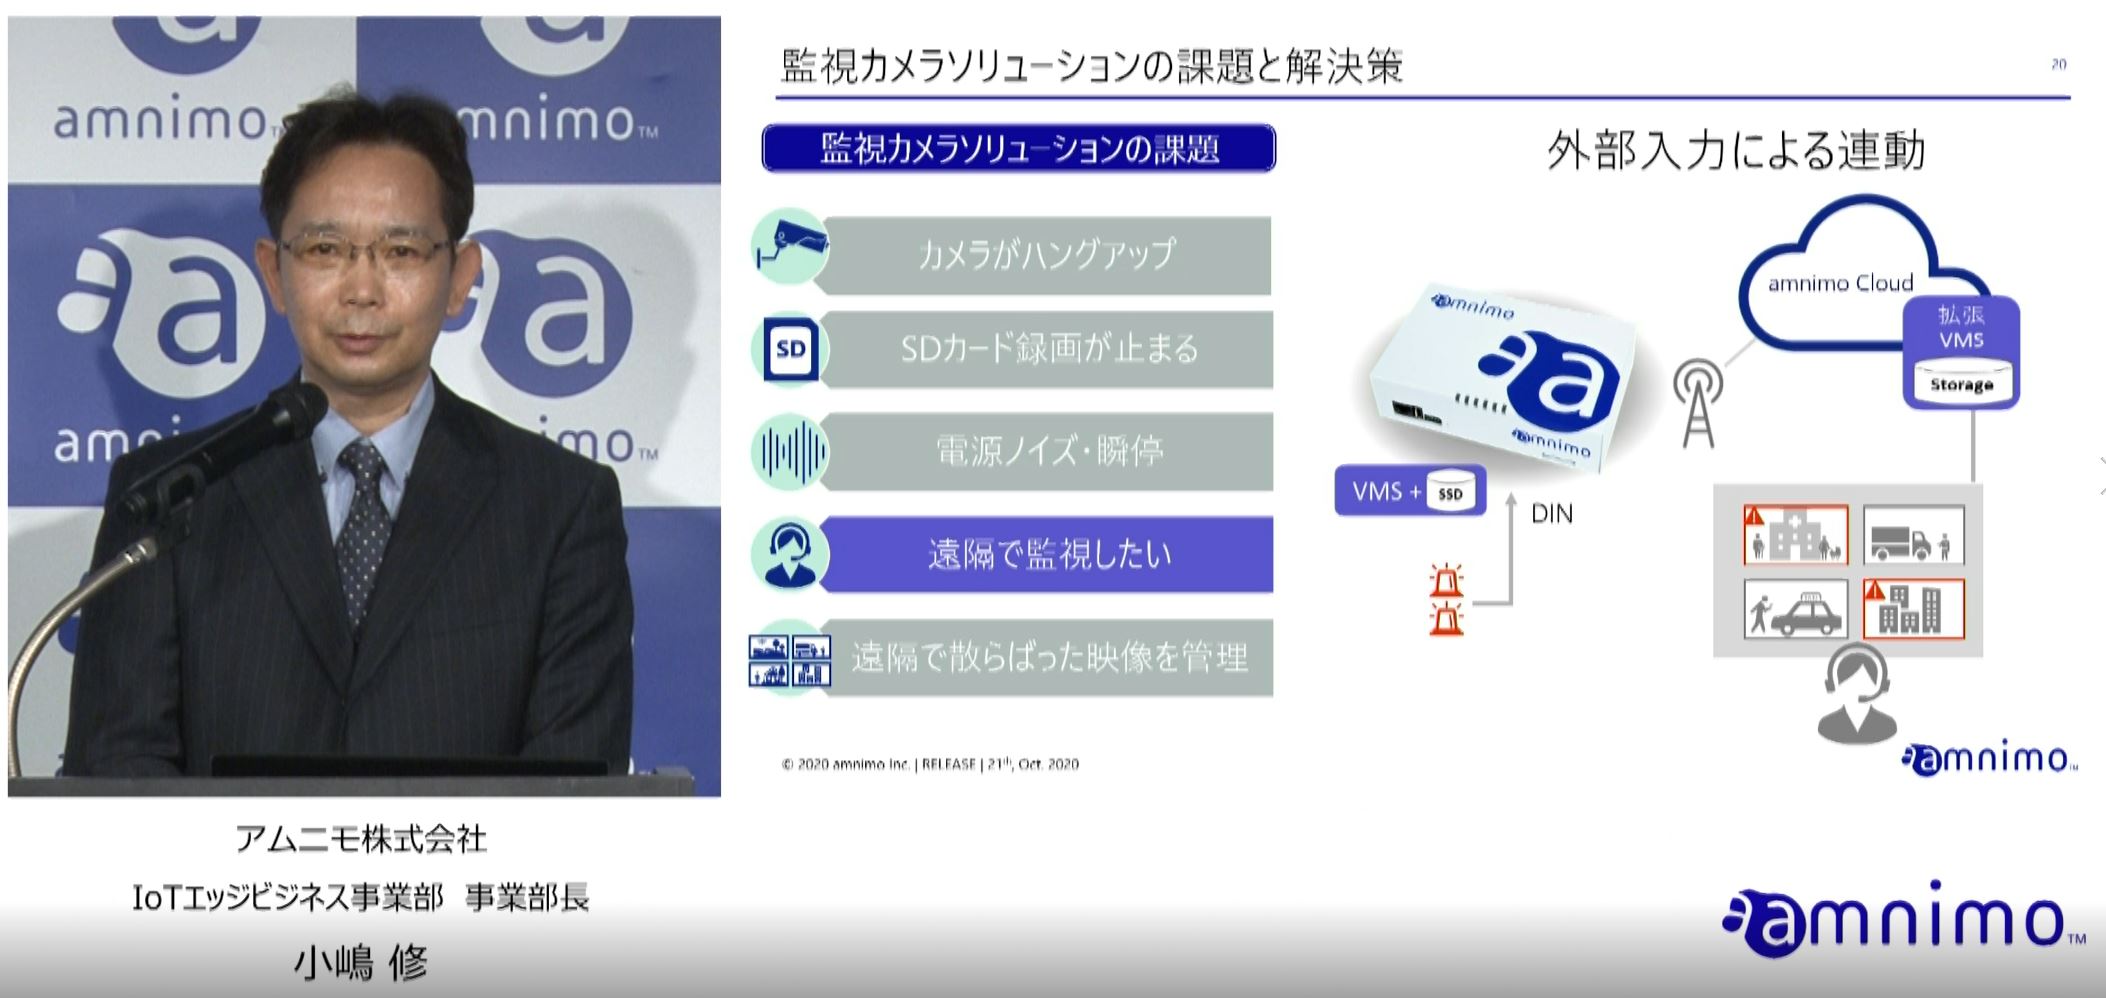 amnimo
mnimo™
amni
mo™
アムニモ株式会社
IoTエッジビジネス事業部 事業部長
小嶋 修
監視カメラソリューションの課題と解決策
20
監視カメラソリューションの課題
カメラがハングアップ
SD
SDカード録画が止まる
電源ノイズ・瞬停
遠隔で監視したい
遠隔で散らばった映像を管理
外部入力による連動
amnimo Cloud
拡張
VMS
Storage
amnimo
a
amnimo
VMS + SSD
DIN
© 2020 amnimo Inc. | RELEASE | 21th, Oct. 2020
amnimo
amnimo™